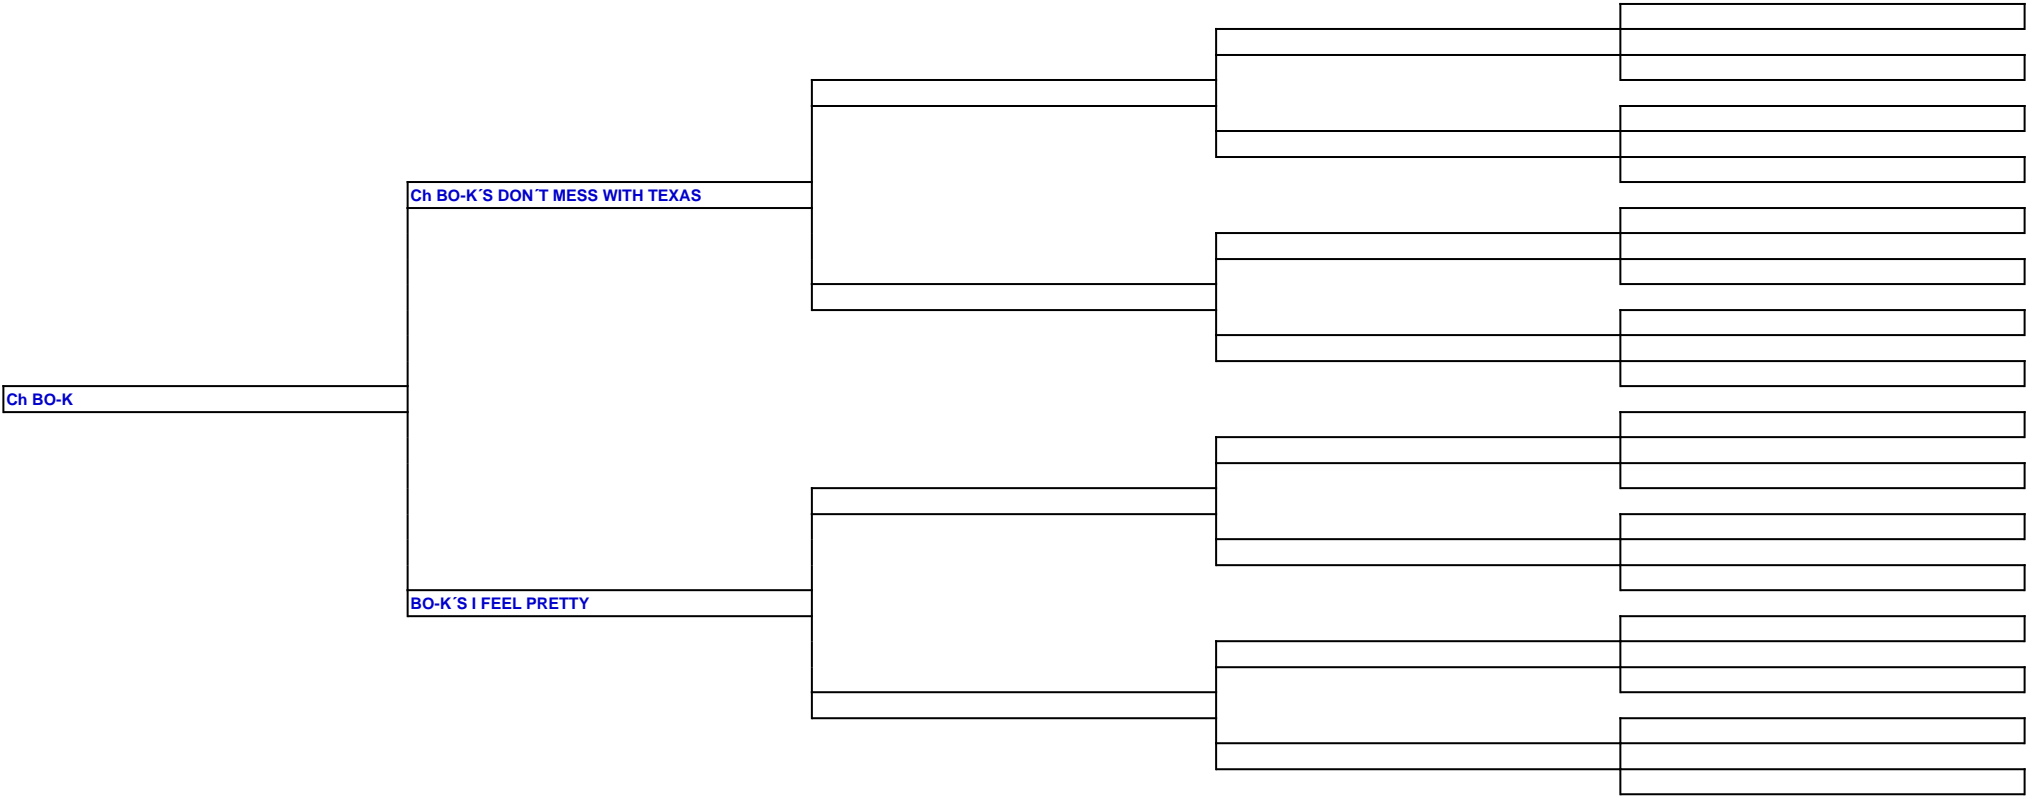 Ch BO-K´S DON´T MESS WITH TEXAS
Ch BO-K
BO-K´S I FEEL PRETTY